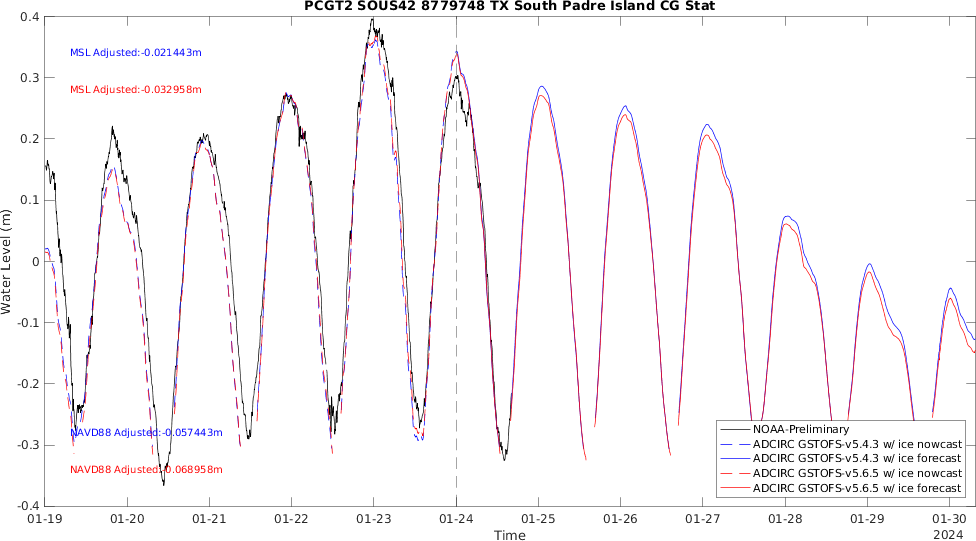 PCGT2 SOUS42 8779748 TX South Padre Island CG Stat
0.4
0.3
0.2
0.1
0
-0.1
-0.2
-0.3
-0.4
Water Level (m)
MSL Adjusted:-0.021443m
MSL Adjusted:-0.032958m
NAVD88 Adjusted:-0.057443m
NAVD88 Adjusted:-0.068958m
NOAA-Preliminary
ADCIRC GSTOFS-v5.4.3 w/ ice nowcast
ADCIRC GSTOFS-v5.4.3 w/ ice forecast
ADCIRC GSTOFS-v5.6.5 w/ ice nowcast
ADCIRC GSTOFS-v5.6.5 w/ ice forecast
01-19 01-20 01-21 01-22 01-23 01-24 01-25 01-26 01-27 01-28 01-29 01-30
2024
Time